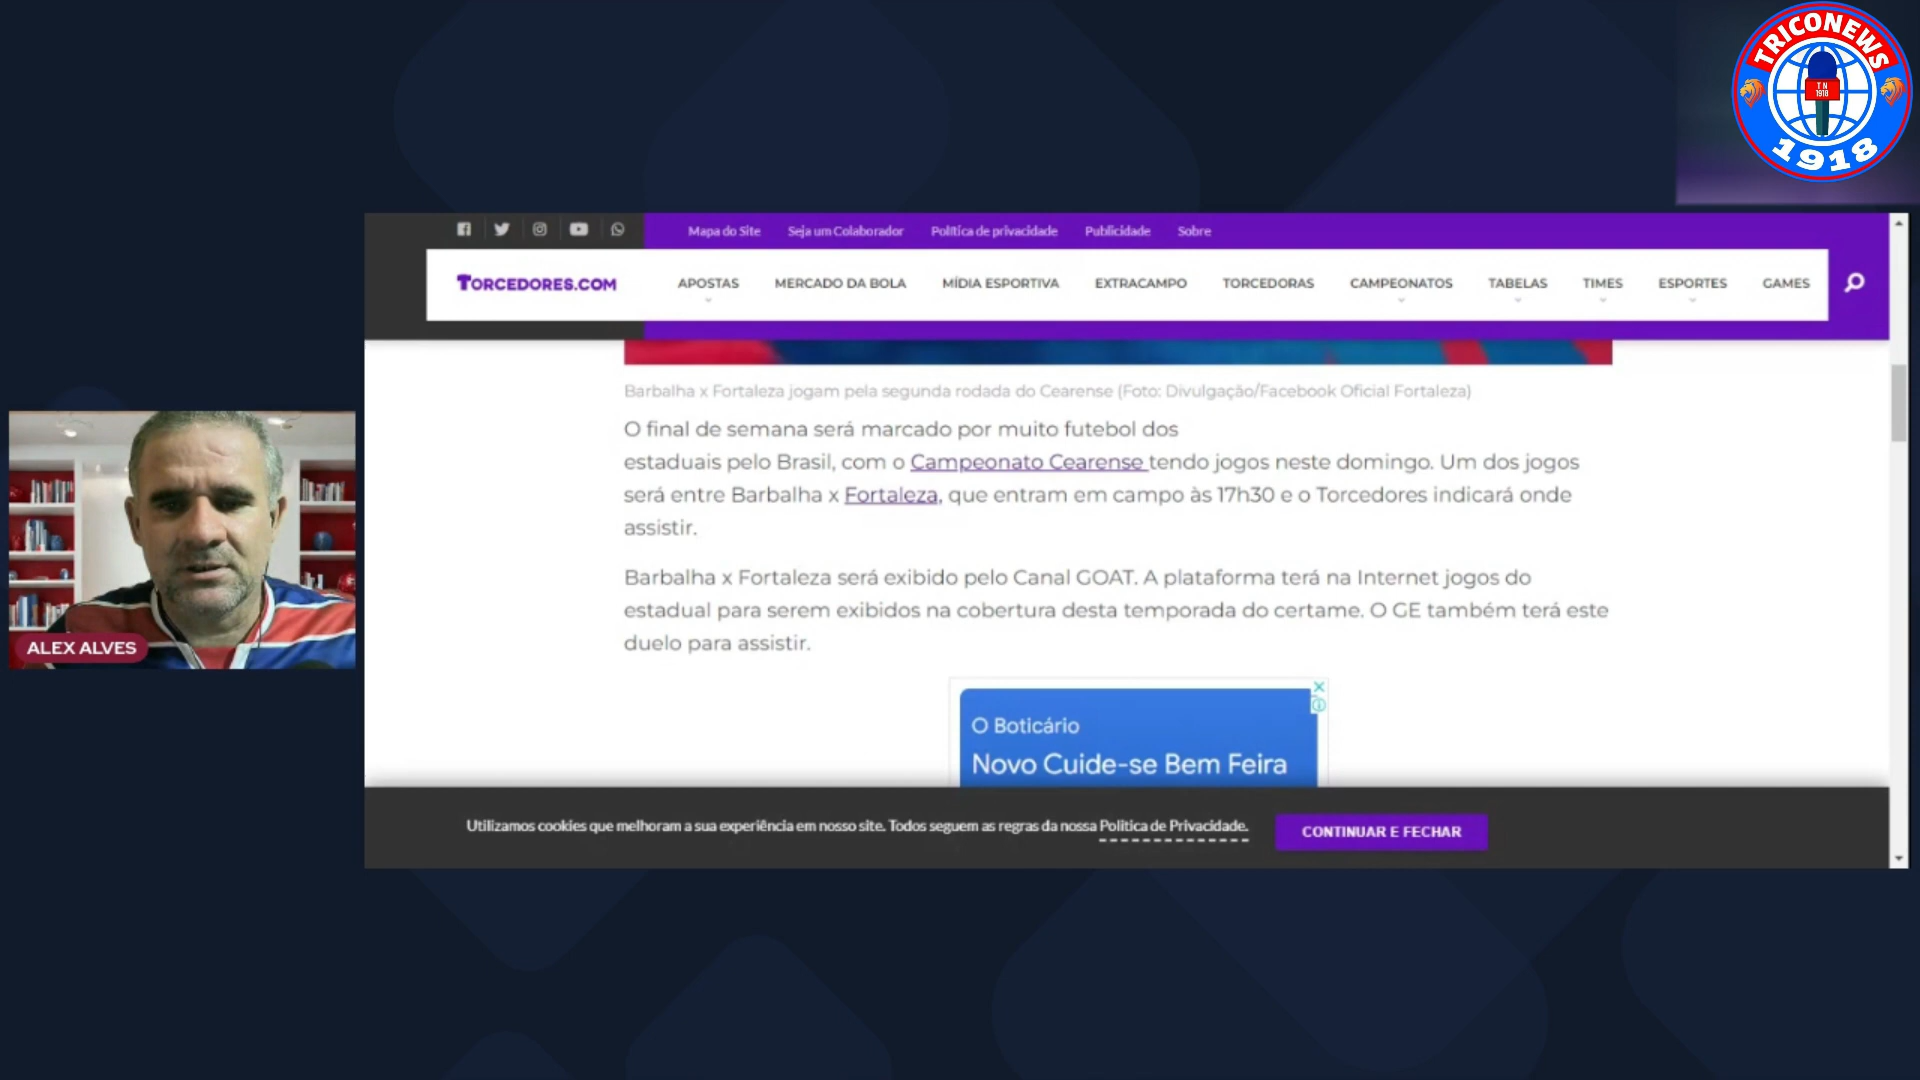 TRICONEWS
T N
1918
1918
Mapa do Site Seja um Colaborador Política de privacidade Publicidade Sobre
TORCEDORES.COM
APOSTAS MERCADO DA BOLA MÍDIA ESPORTIVA EXTRACAMPO TORCEDORAS CAMPEONATOS TABELAS TIMES ESPORTES GAMES
Barbalha x Fortaleza jogam pela segunda rodada do Cearense (Foto: Divulgação/Facebook Oficial Fortaleza)
O final de semana será marcado por muito futebol dos
estaduais pelo Brasil, com o Campeonato Cearense tendo jogos neste domingo. Um dos jogos
será entre Barbalha x Fortaleza, que entram em campo às 17h30 e o Torcedores indicará onde
assistir.
Barbalha x Fortaleza será exibido pelo Canal GOAT. A plataforma terá na Internet jogos do
estadual para serem exibidos na cobertura desta temporada do certame. O GE também terá este
duelo para assistir.
ALEX ALVES
O Boticário
Novo Cuide-se Bem Feira
Utilizamos cookies que melhoram a sua experiência em nosso site. Todos seguem as regras da nossa Política de Privacidade.
CONTINUAR E FECHAR